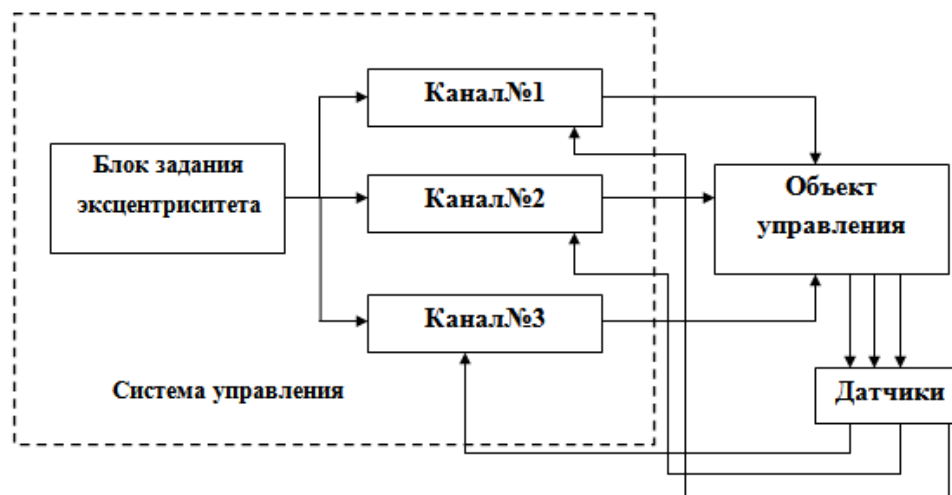 Канал№1
Блок задания
эксцентриситета
Канал№2
Объект
управления
Канал№3
Система управления
Датчики